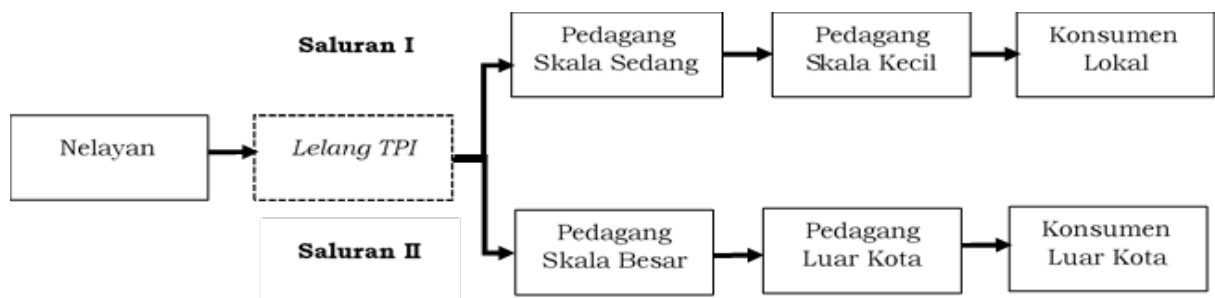 Saluran I
Pedagang
Skala Sedang
Pedagang
Skala Kecil
Konsumen
Lokal
Nelayan
Lelang TPI
Saluran II
Pedagang
Skala Besar
Pedagang
Luar Kota
Konsumen
Luar Kota